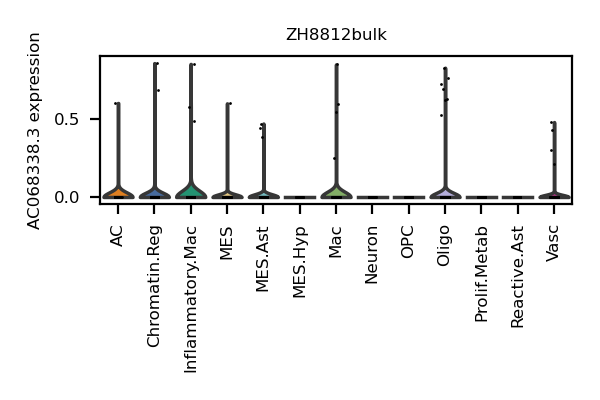 ZH8812bulk
AC068338.3 expression
0.5
0.0
AC
Chromatin.Reg
Inflammatory.Mac
MES
MES.Ast
MES.Hyp
Mac
Neuron
OPC
Oligo
Prolif.Metab
Reactive.Ast
Vasc